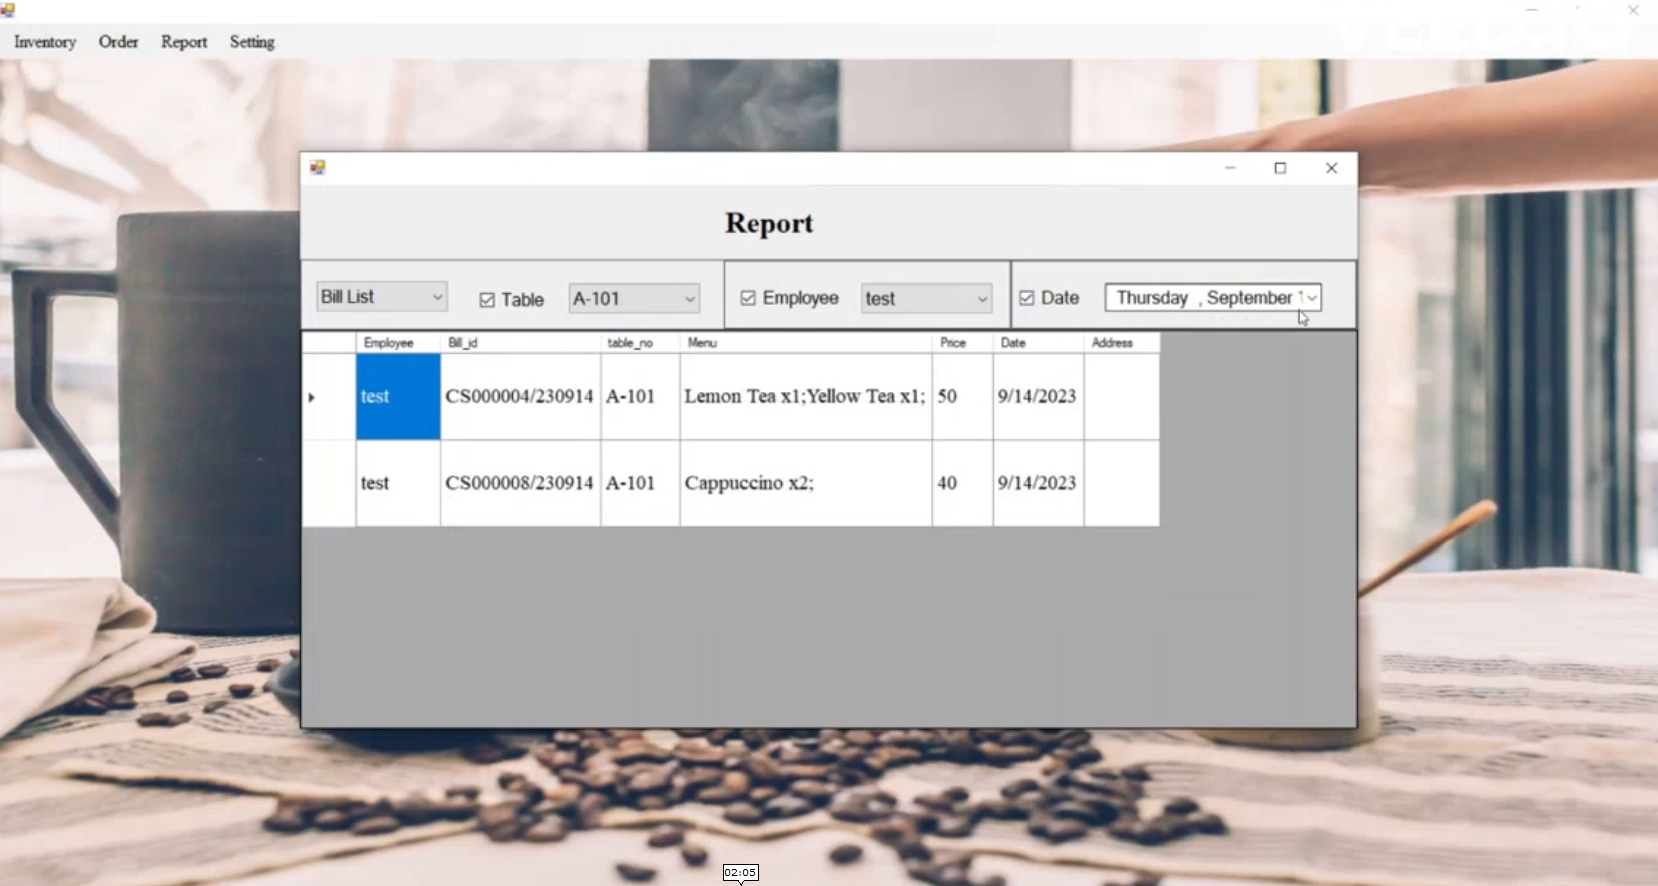 Inventory Order Report Setting
Report
Bill List Table A-101 Employee test Date Thursday , September 1
Employee Bill_id table_no Menu Price Date Address
test CS000004/230914 A-101 Lemon Tea x1;Yellow Tea x1; 50 9/14/2023
test CS000008/230914 A-101 Cappuccino x2; 40 9/14/2023
02:05